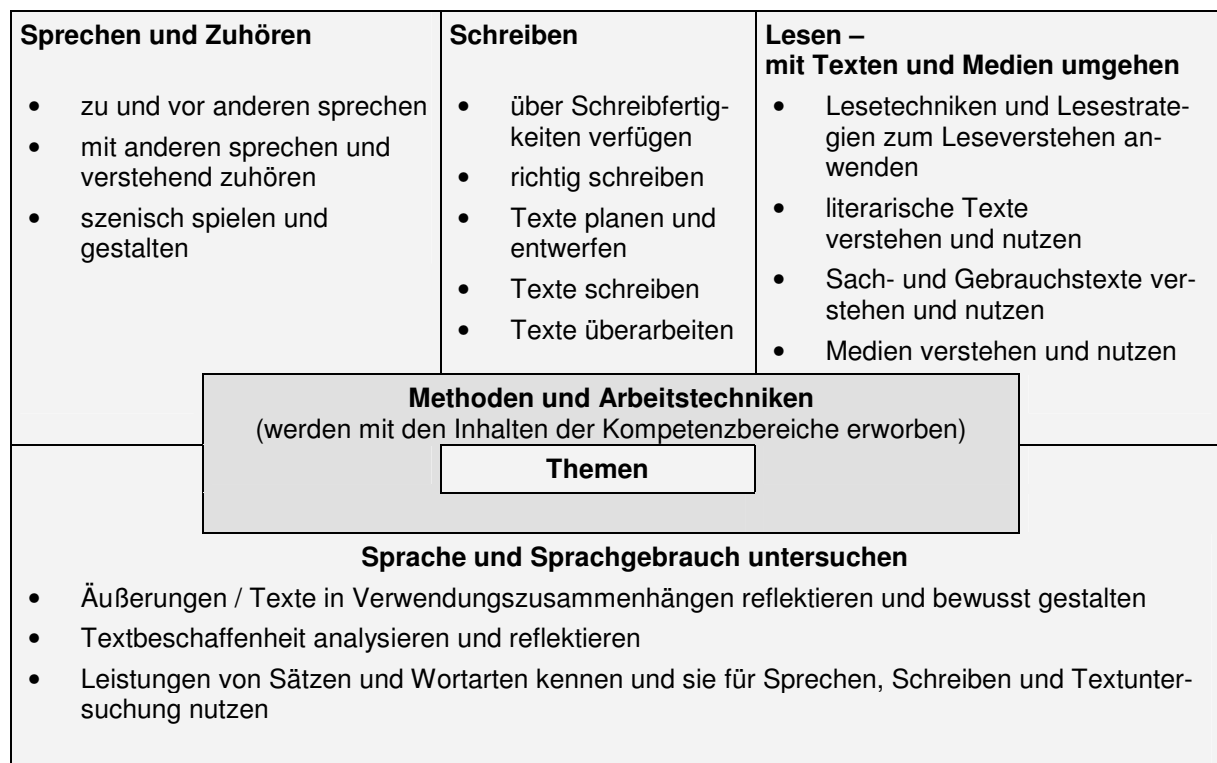 Sprechen und Zuhören
• zu und vor anderen sprechen
• mit anderen sprechen und
verstehend zuhören
• szenisch spielen und
gestalten
Schreiben
• über Schreibfertig-
keiten verfügen
• richtig schreiben
• Texte planen und
entwerfen
• Texte schreiben
• Texte überarbeiten
Lesen –
mit Texten und Medien umgehen
• Lesetechniken und Lesestrate-
gien zum Leseverstehen an-
wenden
• literarische Texte
verstehen und nutzen
• Sach- und Gebrauchstexte ver-
stehen und nutzen
• Medien verstehen und nutzen
Methoden und Arbeitstechniken
(werden mit den Inhalten der Kompetenzbereiche erworben)
Themen
Sprache und Sprachgebrauch untersuchen
• Äußerungen / Texte in Verwendungszusammenhängen reflektieren und bewusst gestalten
• Textbeschaffenheit analysieren und reflektieren
• Leistungen von Sätzen und Wortarten kennen und sie für Sprechen, Schreiben und Textunter-
suchung nutzen